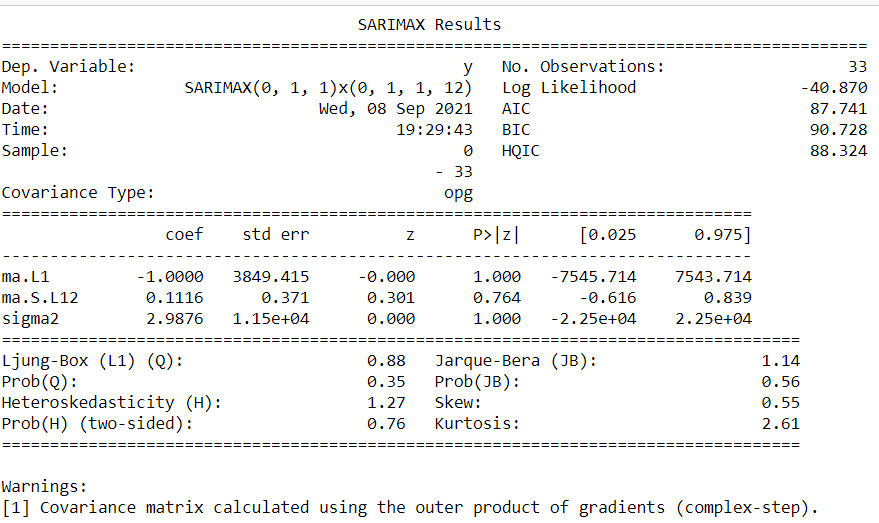 SARIMAX Results
==========================================================================================
Dep. Variable: y No. Observations: 33
Model: SARIMAX(0, 1, 1)x(0, 1, 1, 12) Log Likelihood -40.870
Date: Wed, 08 Sep 2021 AIC 87.741
Time: 19:29:43 BIC 90.728
Sample: 0 HQIC 88.324
- 33
Covariance Type: opg
==============================================================================
coef std err z P>|z| [0.025 0.975]
------------------------------------------------------------------------------
ma.L1 -1.0000 3849.415 -0.000 1.000 -7545.714 7543.714
ma.S.L12 0.1116 0.371 0.301 0.764 -0.616 0.839
sigma2 2.9876 1.15e+04 0.000 1.000 -2.25e+04 2.25e+04
===================================================================================
Ljung-Box (L1) (Q): 0.88 Jarque-Bera (JB): 1.14
Prob(Q): 0.35 Prob(JB): 0.56
Heteroskedasticity (H): 1.27 Skew: 0.55
Prob(H) (two-sided): 0.76 Kurtosis: 2.61
===================================================================================
Warnings:
[1] Covariance matrix calculated using the outer product of gradients (complex-step).